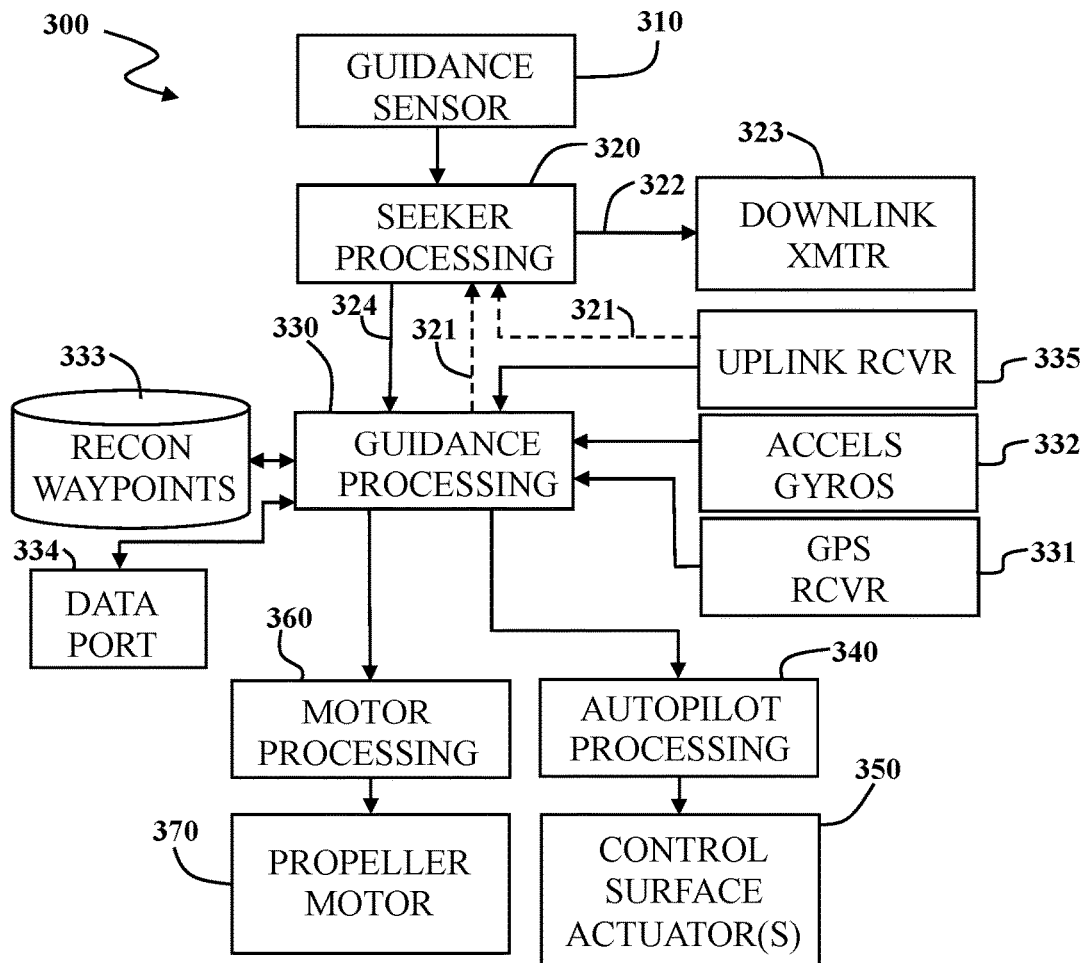 300
310
GUIDANCE
SENSOR
320
322
323
SEEKER
PROCESSING
DOWNLINK
XMTR
324
330
321
321
UPLINK RCVR
335
333
RECON
WAYPOINTS
GUIDANCE
PROCESSING
ACCELS
GYROS
332
334
DATA
PORT
GPS
RCVR
331
360
MOTOR
PROCESSING
340
AUTOPILOT
PROCESSING
370
PROPELLER
MOTOR
350
CONTROL
SURFACE
ACTUATOR(S)